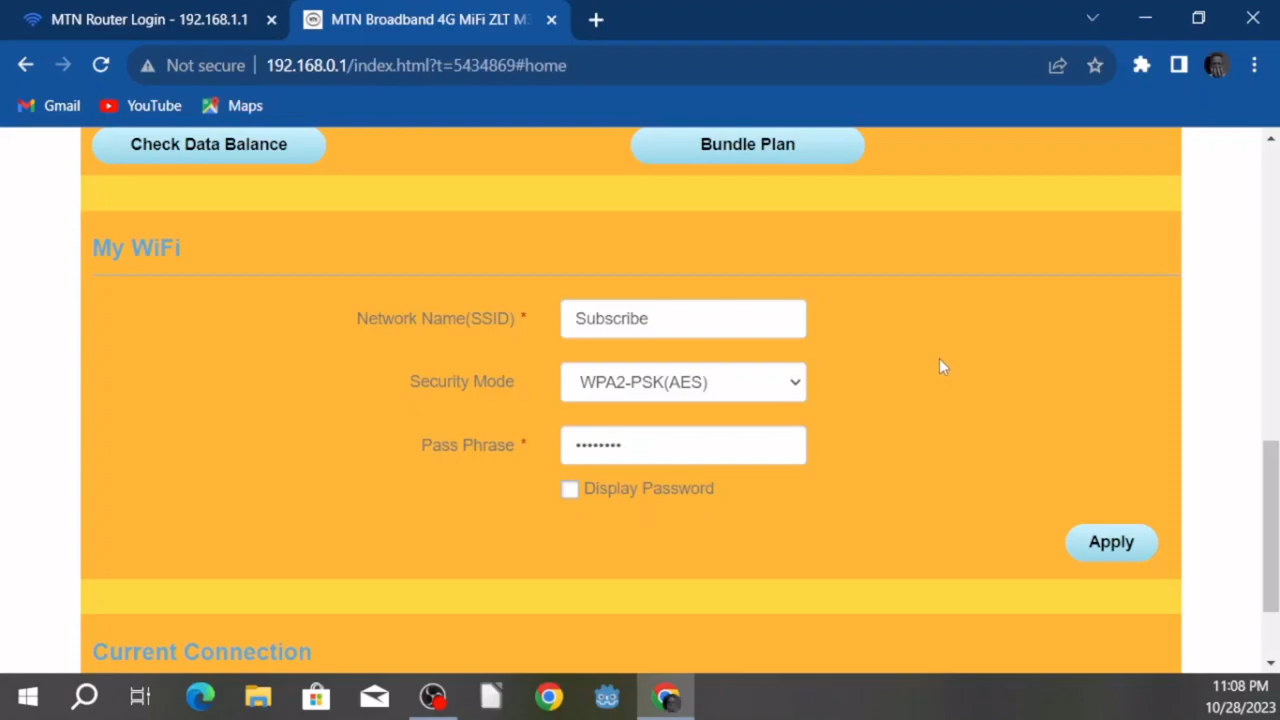 MTN Router Login - 192.168.1.1
MTN Broadband 4G MiFi ZLT M
Not secure 192.168.0.1/index.html?t=5434869#home
Gmail YouTube Maps
Check Data Balance Bundle Plan
My WiFi
Network Name(SSID) * Subscribe
Security Mode WPA2-PSK(AES)
Pass Phrase * ••••••••
Display Password
Apply
Current Connection
11:08 PM
10/28/2023